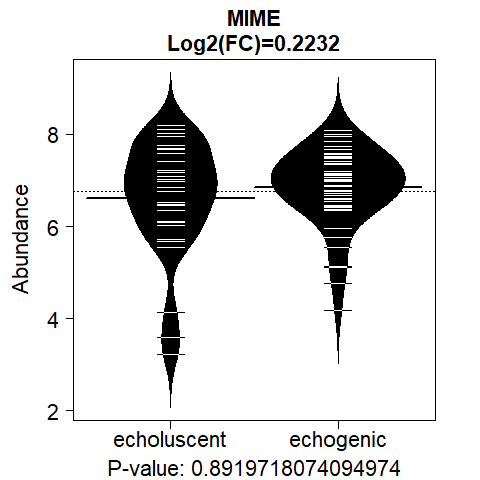 MIME
Log2(FC)=0.2232
Abundance
8
6
4
2
echoluscent echogenic
P-value: 0.8919718074094974